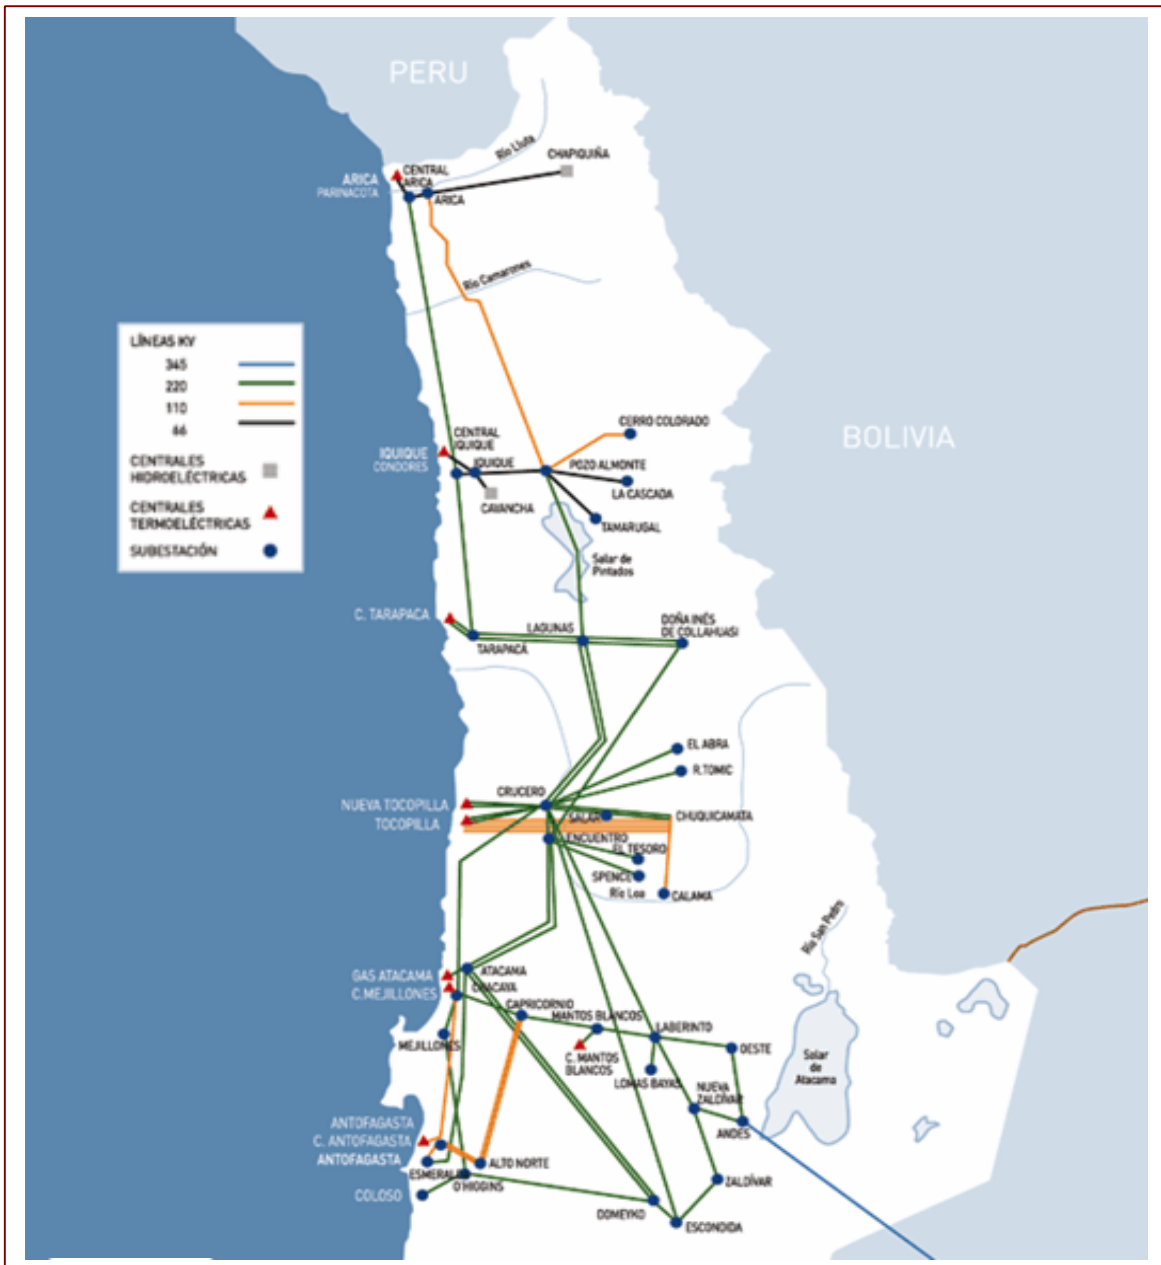 PERU
Río Lluta
CHAPIQUIÑA
CENTRAL
ARICA
ARICA
PARINACOTA
ARICA
Río Camarones
LÍNEAS KV
345
220
110
66
CENTRALES
HIDROELÉCTRICAS
CENTRALES
TERMOELÉCTRICAS
SUBESTACIÓN
BOLIVIA
CERRO COLORADO
CENTRAL
IQUIQUE
IQUIQUE
CONDORES
IQUIQUE
POZO ALMONTE
LA CASCADA
CAVANCHA
TAMARUGAL
Salar de
Pintados
C. TARAPACA
LAGUNAS
DOÑA INÉS
DE COLLAHUASI
TARAPACÁ
EL ABRA
R.TOMIC
CRUCERO
NUEVA TOCOPILLA
TOCOPILLA
SALAR
CHUQUICAMATA
ENCUENTRO
EL TESORO
SPENCE
Río Loa
CALAMA
Río San Pedro
GAS ATACAMA
ATACAMA
C.MEJILLONES
CHACAYA
CAPRICORNIO
MANTOS BLANCOS
LABERINTO
MEJILLONES
C. MANTOS
BLANCOS
OESTE
LOMAS BAYAS
Salar
de
Atacama
NUEVA
ZALDÍVAR
ANDES
ANTOFAGASTA
C. ANTOFAGASTA
ANTOFAGASTA
ESMERALDA
ALTO NORTE
O'HIGGINS
COLOSO
ZALDÍVAR
DOMEYKO
ESCONDIDA